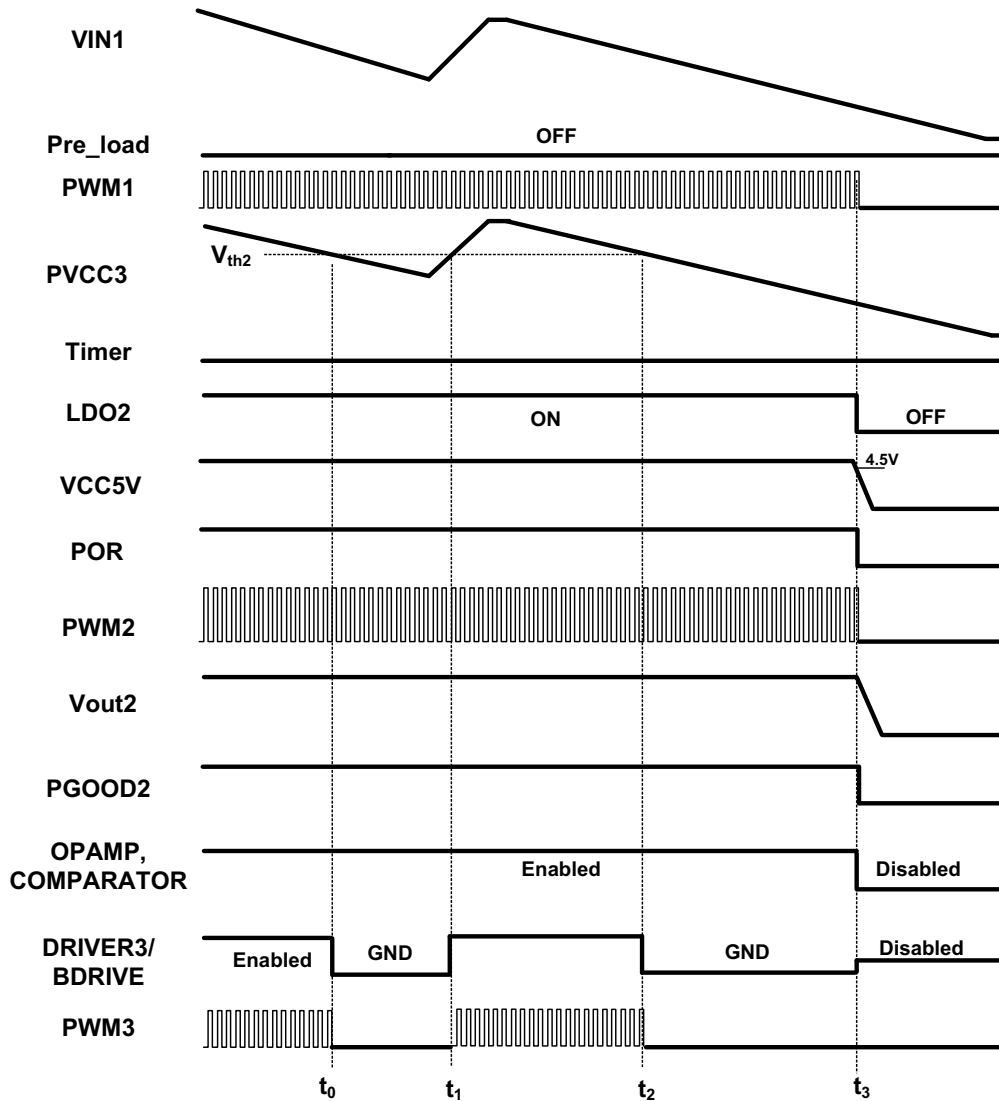 VIN1
OFF
Pre_load
PWM1
Vth2
PVCC3
Timer
LDO2
ON
OFF
4.5V
VCC5V
POR
PWM2
Vout2
PGOOD2
OPAMP,
COMPARATOR
Enabled
Disabled
DRIVER3/
BDRIVE
Enabled
GND
GND
Disabled
PWM3
t0
t1
t2
t3